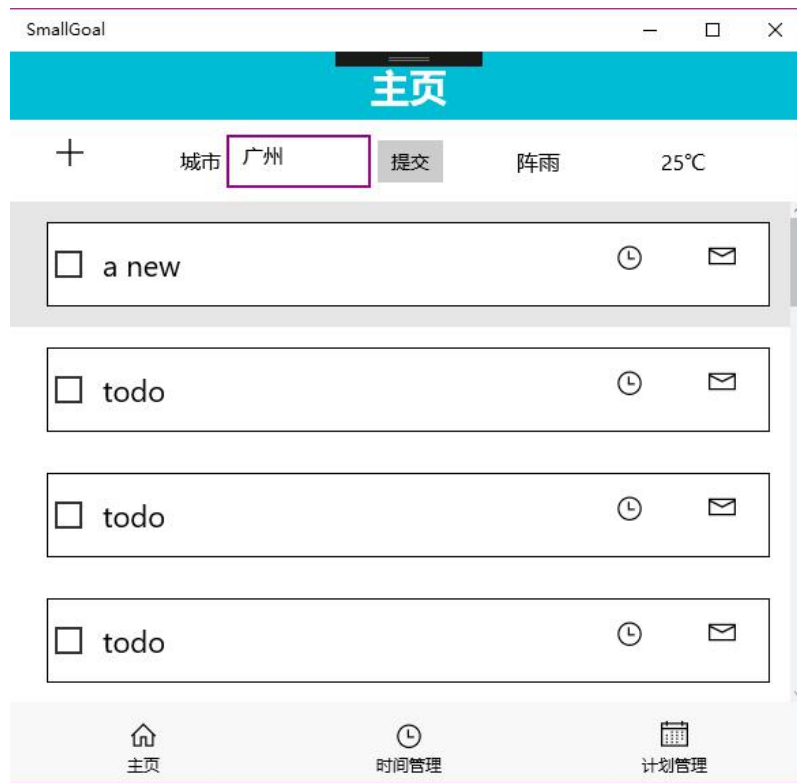 SmallGoal
主页
城市 广州 提交 阵雨 25℃
a new
todo
todo
todo
主页 时间管理 计划管理